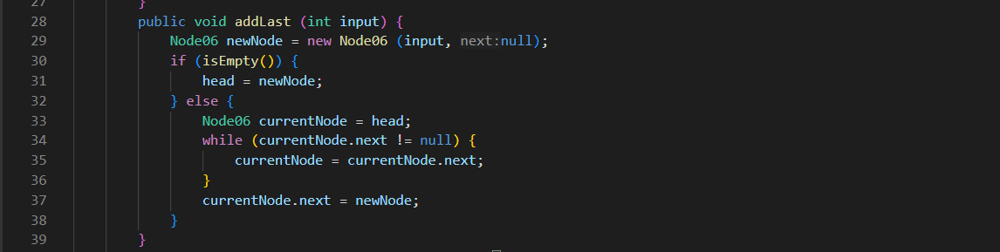 27 }
28 public void addLast (int input) {
29 Node06 newNode = new Node06 (input, next:null);
30 if (isEmpty()) {
31 head = newNode;
32 } else {
33 Node06 currentNode = head;
34 while (currentNode.next != null) {
35 currentNode = currentNode.next;
36 }
37 currentNode.next = newNode;
38 }
39 }